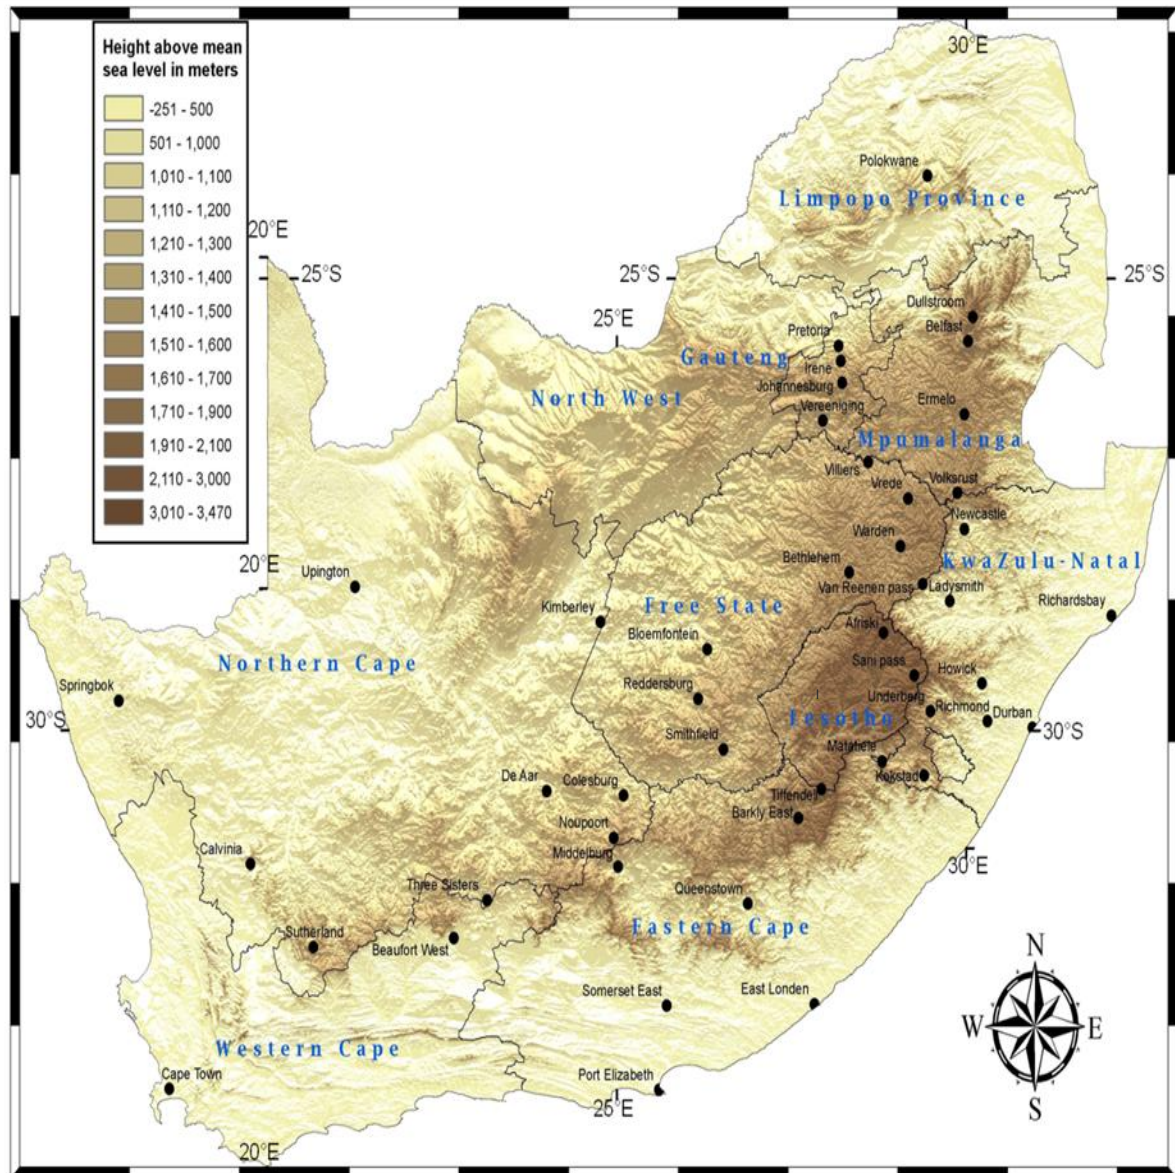 Height above mean
sea level in meters
-251 - 500
501 - 1,000
1,010 - 1,100
1,110 - 1,200
1,210 - 1,300
1,310 - 1,400
1,410 - 1,500
1,510 - 1,600
1,610 - 1,700
1,710 - 1,900
1,910 - 2,100
2,110 - 3,000
3,010 - 3,470
30°E
Polokwane
Limpopo Province
20°E
25°S
25°S
25°S
Dullstroom
25°E
Pretoria
Belfast
Gauteng
Irene
Johannesburg
North West
Ermelo
Vereeniging
Mpumalanga
Villiers
Vrede
Volksrust
Newcastle
Warden
Bethlehem
KwaZulu-Natal
20°E
Upington
Van Reenen pass
Ladysmith
Richardsbay
Kimberley
Free State
Afriski
Bloemfontein
Northern Cape
Sani pass
Howick
Springbok
Reddersburg
Underberg
Richmond
Durban
30°S
Lesotho
30°S
Smithfield
Matatiele
De Aar
Colesburg
Kokstad
Tiffendell
Barkly East
Noupoort
Calvinia
Middelburg
30°E
Three Sisters
Queenstown
Eastern Cape
Sutherland
Beaufort West
N
Somerset East
East Londen
W
E
Western Cape
Cape Town
Port Elizabeth
25°E
S
20°E